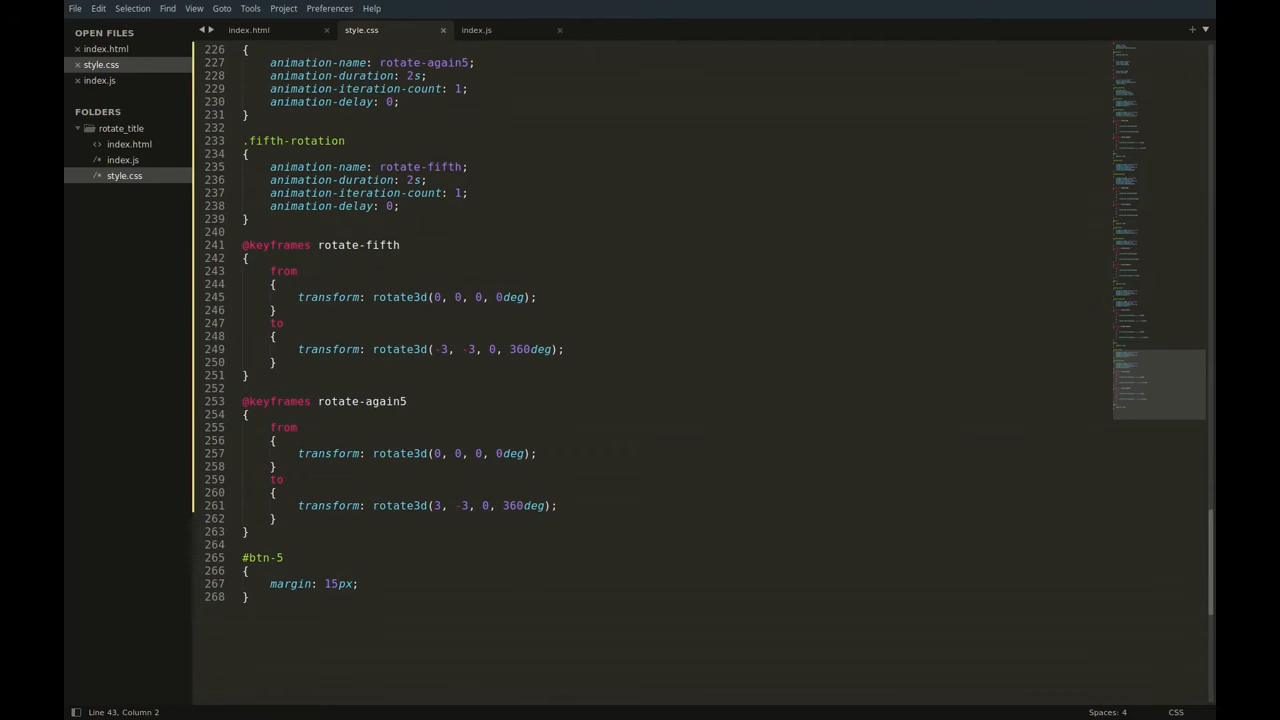 File Edit Selection Find View Goto Tools Project Preferences Help
OPEN FILES
index.html
style.css
index.js
FOLDERS
rotate_title
index.html
index.js
style.css
index.html style.css index.js
226 {
227     animation-name: rotate-again5;
228     animation-duration: 2s;
229     animation-iteration-count: 1;
230     animation-delay: 0;
231 }
232
233 .fifth-rotation
234 {
235     animation-name: rotate-fifth;
236     animation-duration: 2s;
237     animation-iteration-count: 1;
238     animation-delay: 0;
239 }
240
241 @keyframes rotate-fifth
242 {
243     from
244     {
245         transform: rotate3d(0, 0, 0, 0deg);
246     }
247     to
248     {
249         transform: rotate3d(-3, -3, 0, 360deg);
250     }
251 }
252
253 @keyframes rotate-again5
254 {
255     from
256     {
257         transform: rotate3d(0, 0, 0, 0deg);
258     }
259     to
260     {
261         transform: rotate3d(3, -3, 0, 360deg);
262     }
263 }
264
265 #btn-5
266 {
267     margin: 15px;
268 }
Line 43, Column 2 Spaces: 4 CSS